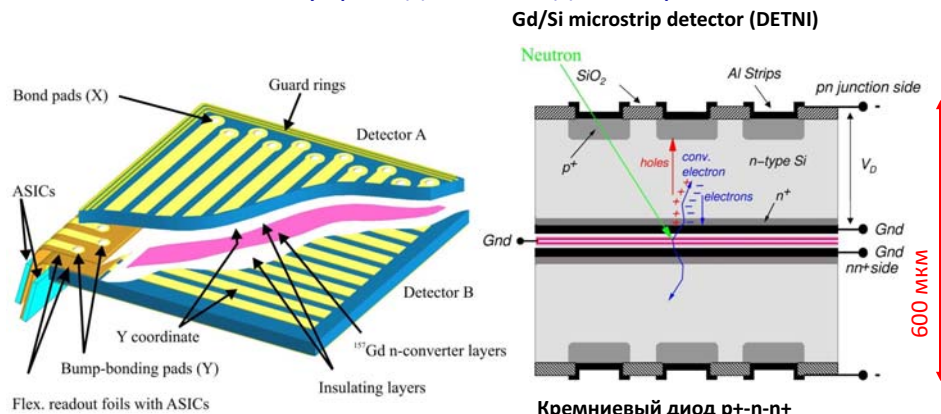 Gd/Si microstrip detector (DETNI)
Bond pads (X)
Guard rings
Detector A
ASICs
Detector B
Y coordinate
Bump-bonding pads (Y)
¹⁵⁷Gd n-converter layers
Insulating layers
Flex. readout foils with ASICs
Neutron
SiO₂
Al Strips
pn junction side
-
p⁺
holes
conv.
electron
electrons
n-type Si
n⁺
V_D
Gnd
Gnd
Gnd
nn+side
-
600 мкм
Кремниевый диод p+-n-n+